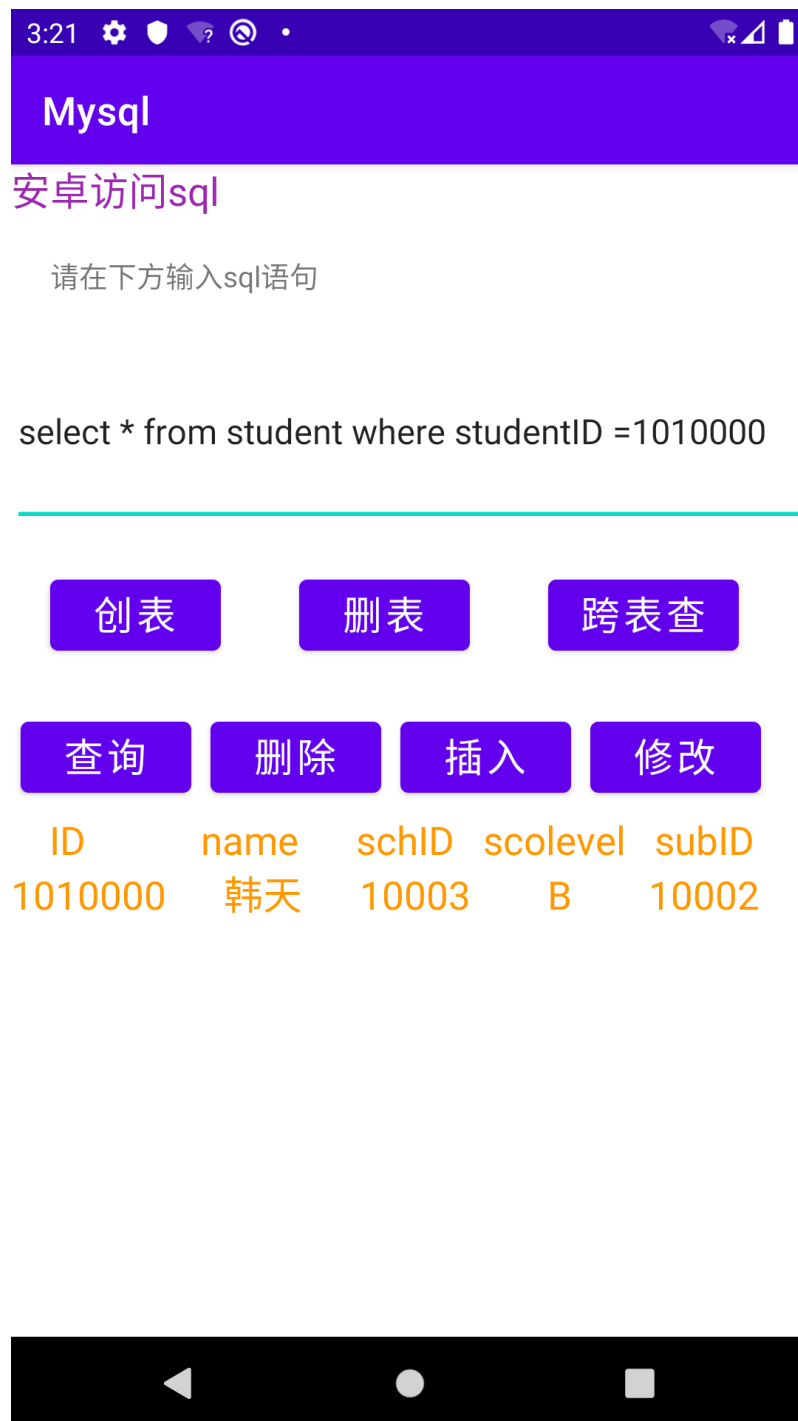 3:21
Mysql
安卓访问sql
请在下方输入sql语句
select * from student where studentID =1010000
创表 删表 跨表查
查询 删除 插入 修改
ID name schID scolevel subID
1010000 韩天 10003 B 10002